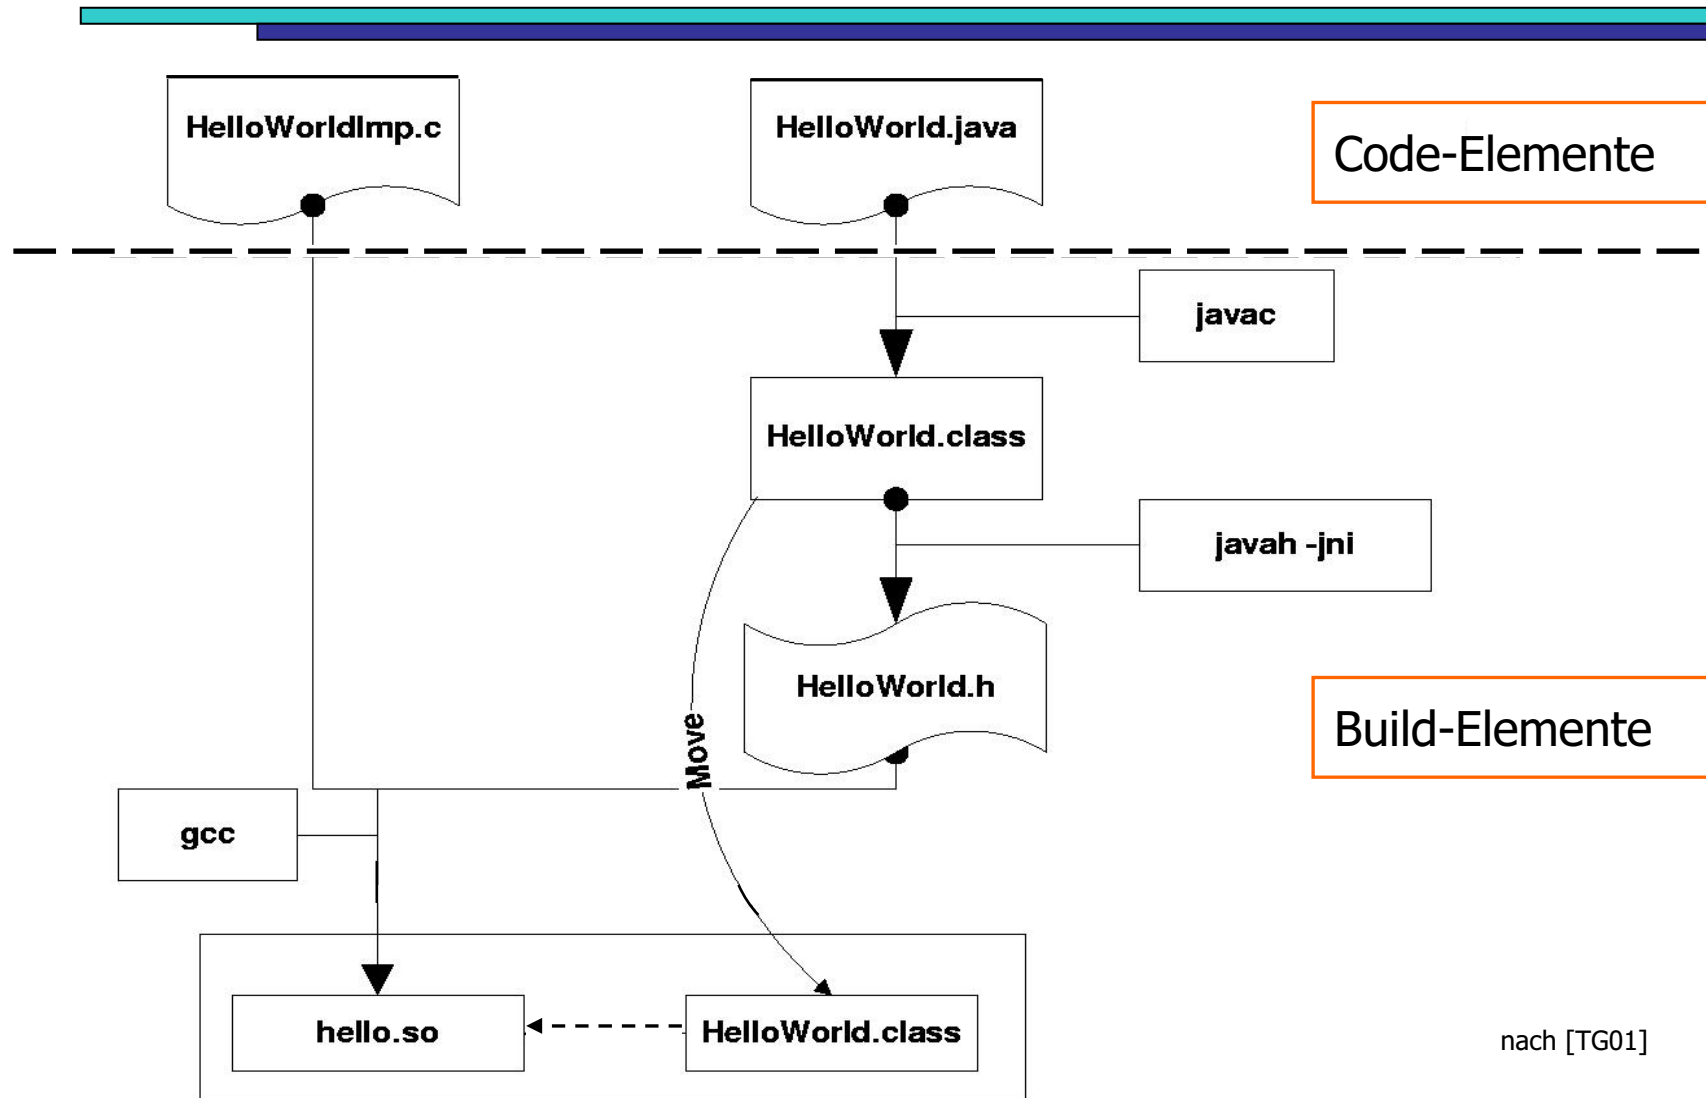 HelloWorldImp.c
HelloWorld.java
Code-Elemente
javac
HelloWorld.class
javah -jni
HelloWorld.h
Build-Elemente
Move
gcc
hello.so
HelloWorld.class
nach [TG01]